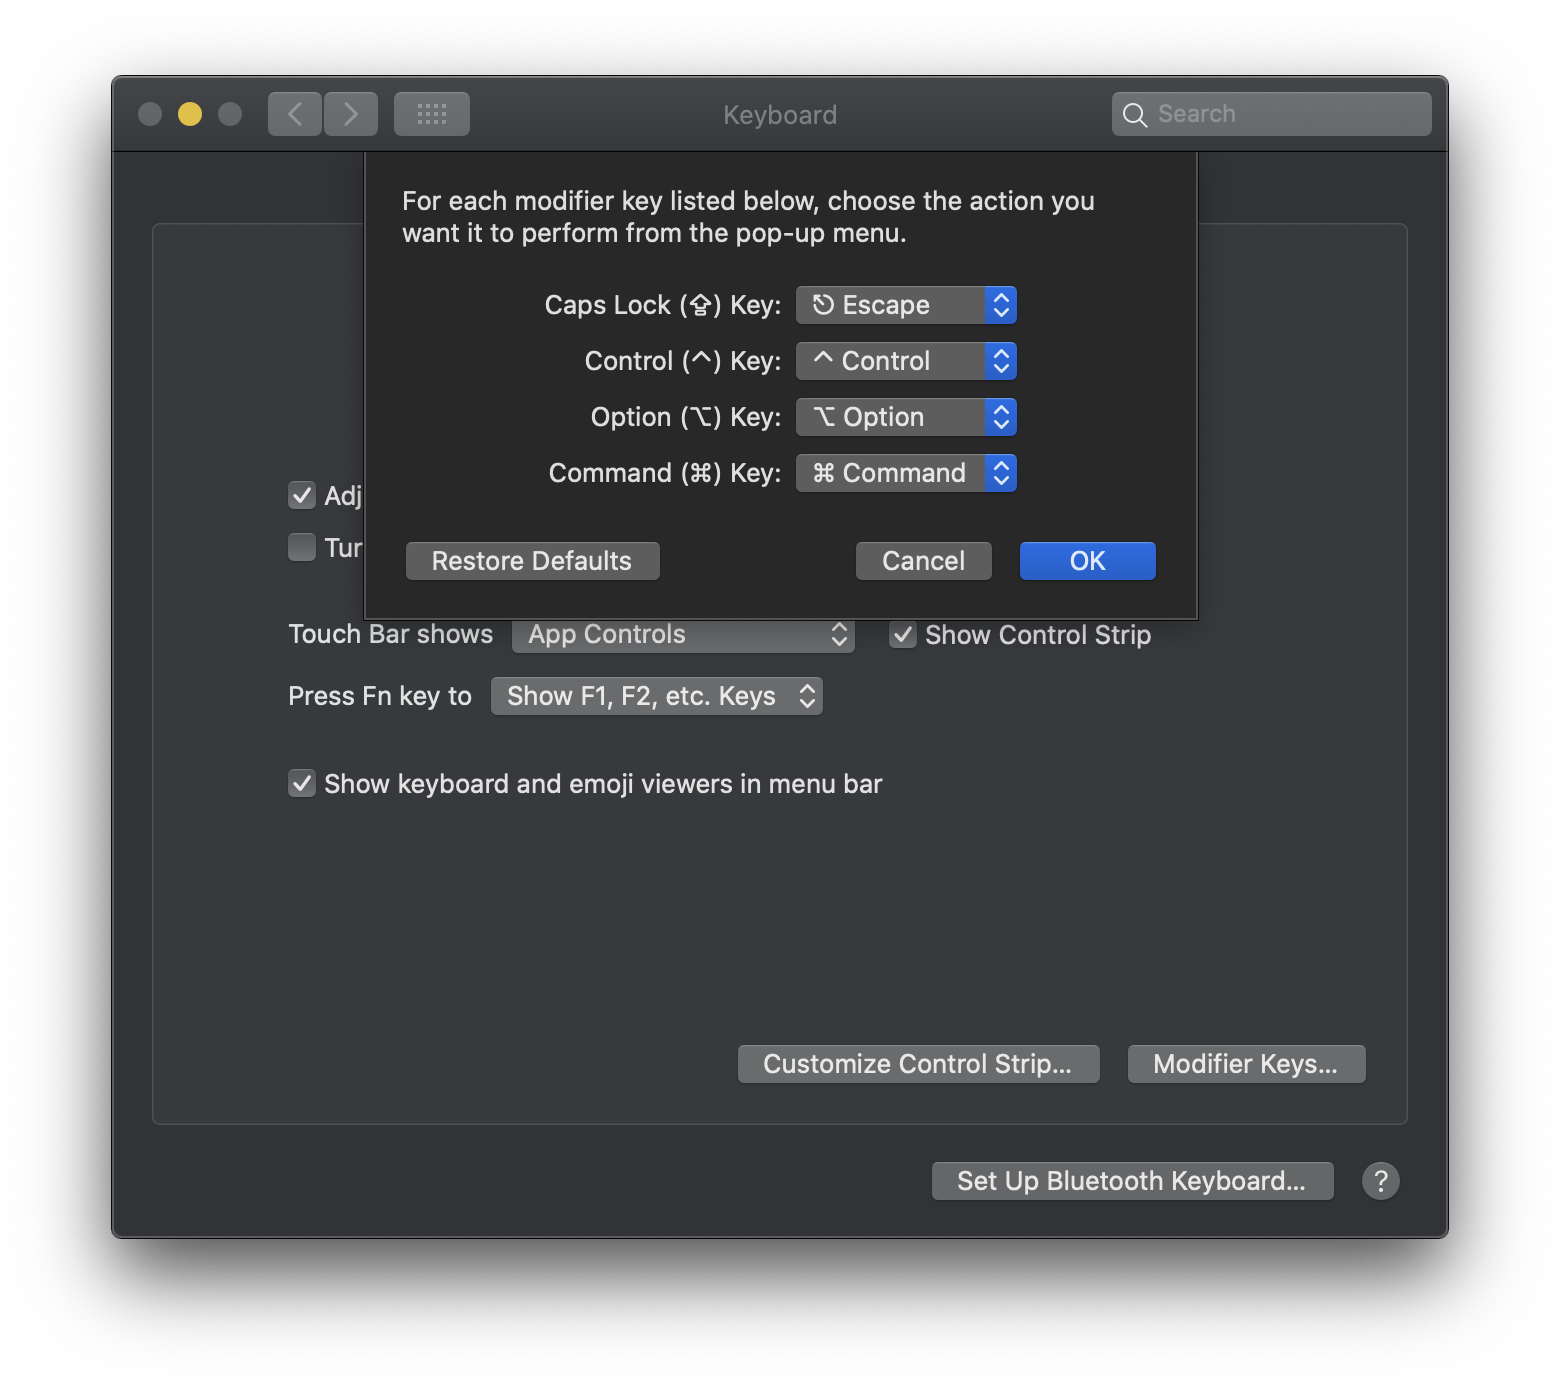 Keyboard
Search
For each modifier key listed below, choose the action you
want it to perform from the pop-up menu.
Caps Lock (⇪) Key: ⎋ Escape
Control (^) Key: ^ Control
Option (⌥) Key: ⌥ Option
Command (⌘) Key: ⌘ Command
Restore Defaults Cancel OK
Adj
Tur
Touch Bar shows App Controls Show Control Strip
Press Fn key to Show F1, F2, etc. Keys
Show keyboard and emoji viewers in menu bar
Customize Control Strip... Modifier Keys...
Set Up Bluetooth Keyboard... ?